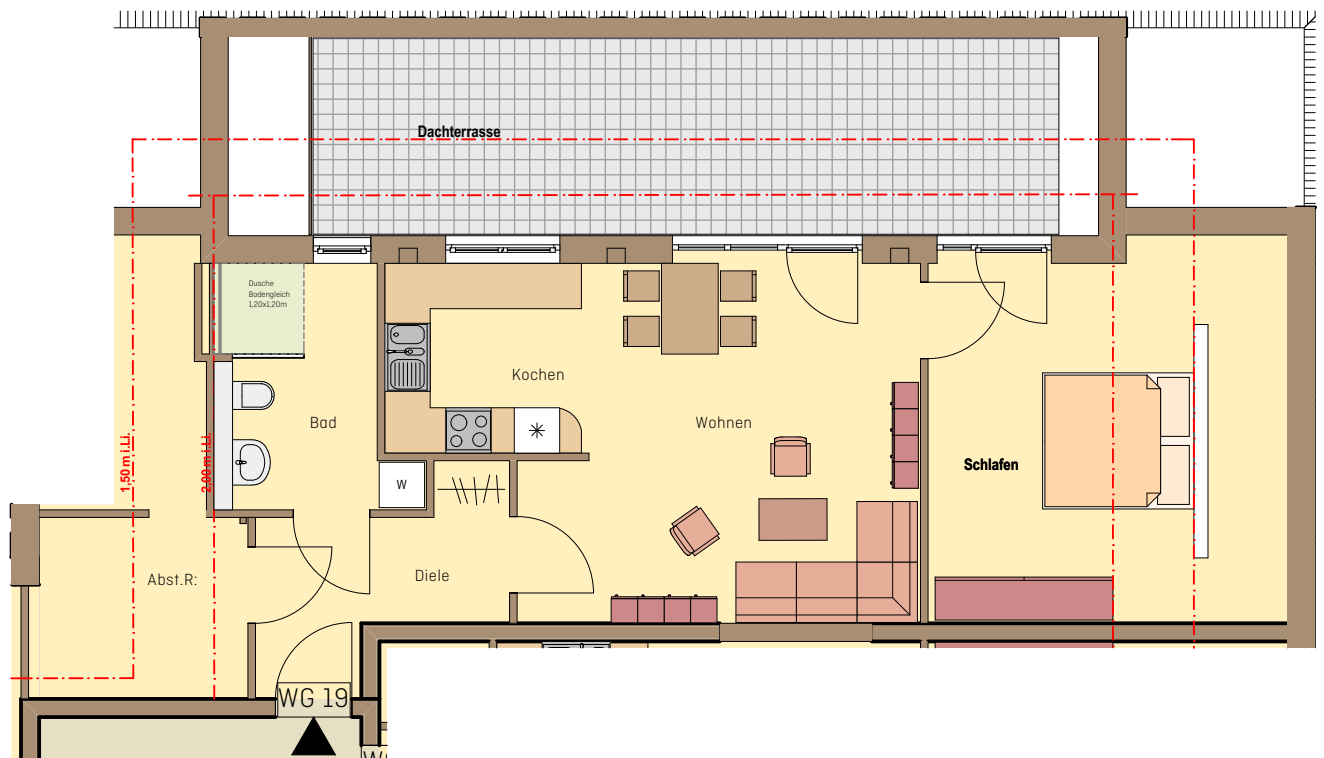 Dachterrasse
Dusche
Bodengleich
1,20x1,20m
Kochen
Bad
Wohnen
Schlafen
1,50 m i.Li.
2,00 m i.Li.
W
Diele
Abst.R:
WG 19